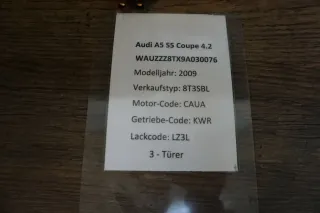 Audi A5 S5 Coupe 4.2
WAUZZZ8TX9A030076
Modelljahr: 2009
Verkaufstyp: 8T3SBL
Motor-Code: CAUA
Getriebe-Code: KWR
Lackcode: LZ3L
3 - Türer